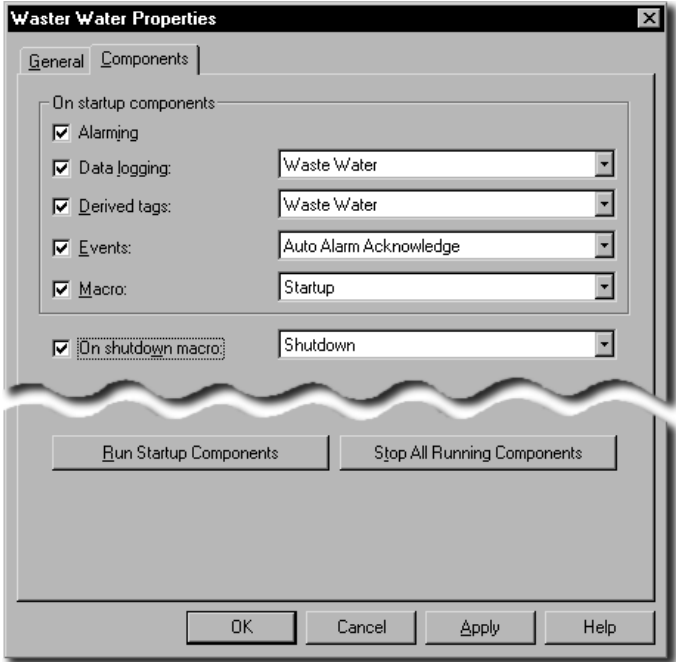 Waster Water Properties
General Components
On startup components
Alarming
Data logging: Waste Water
Derived tags: Waste Water
Events: Auto Alarm Acknowledge
Macro: Startup
On shutdown macro: Shutdown
Run Startup Components Stop All Running Components
OK Cancel Apply Help